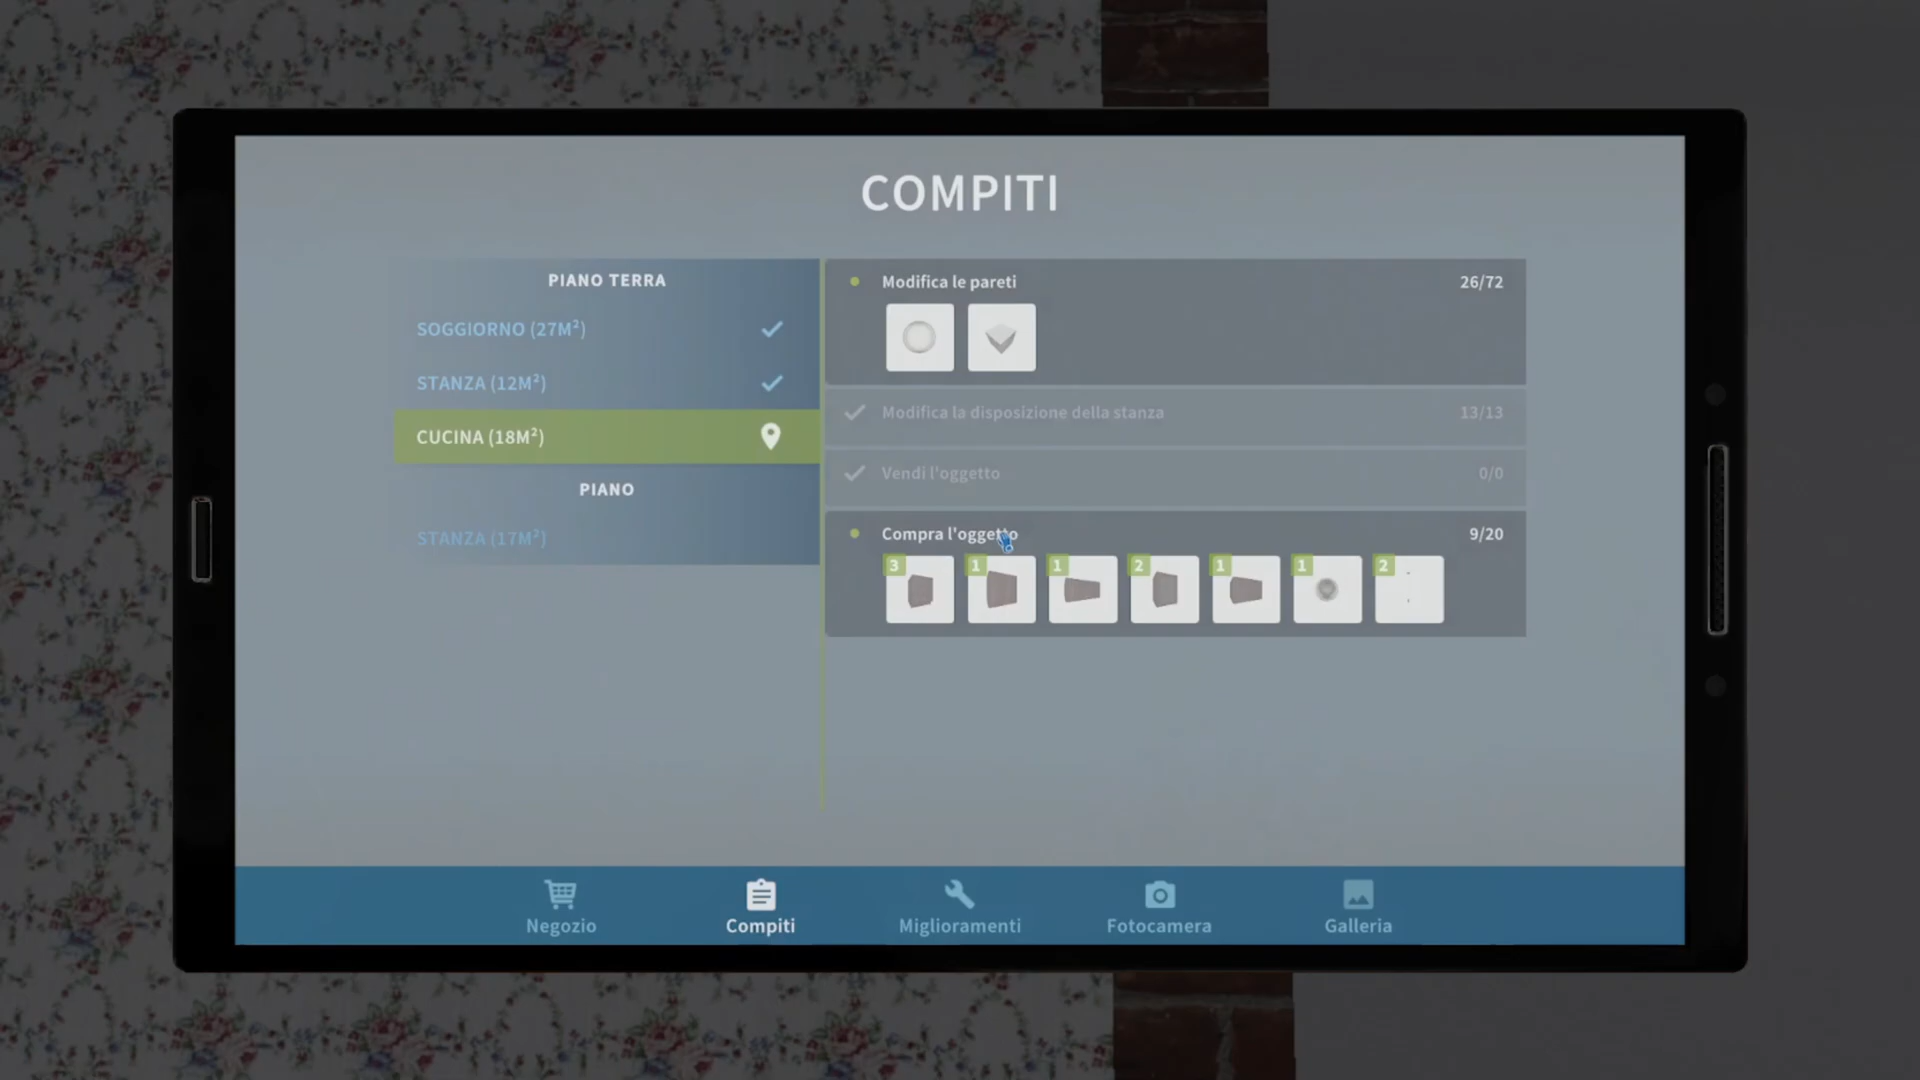 COMPITI
PIANO TERRA
SOGGIORNO (27M²)
STANZA (12M²)
CUCINA (18M²)
PIANO
STANZA (17M²)
Modifica le pareti 26/72
Modifica la disposizione della stanza 13/13
Vendi l'oggetto 0/0
Compra l'oggetto 9/20
3 1 1 2 1 1 2
Negozio Compiti Miglioramenti Fotocamera Galleria